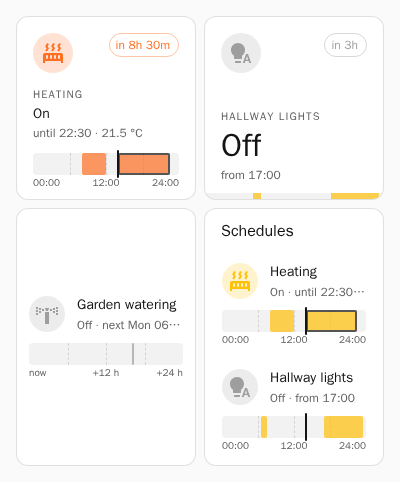 in 8h 30m
HEATING
On
until 22:30 · 21.5 °C
00:00 12:00 24:00
A
in 3h
HALLWAY LIGHTS
Off
from 17:00
Garden watering
Off · next Mon 06···
now +12 h +24 h
Schedules
Heating
On · until 22:30···
00:00 12:00 24:00
A
Hallway lights
Off · from 17:00
00:00 12:00 24:00